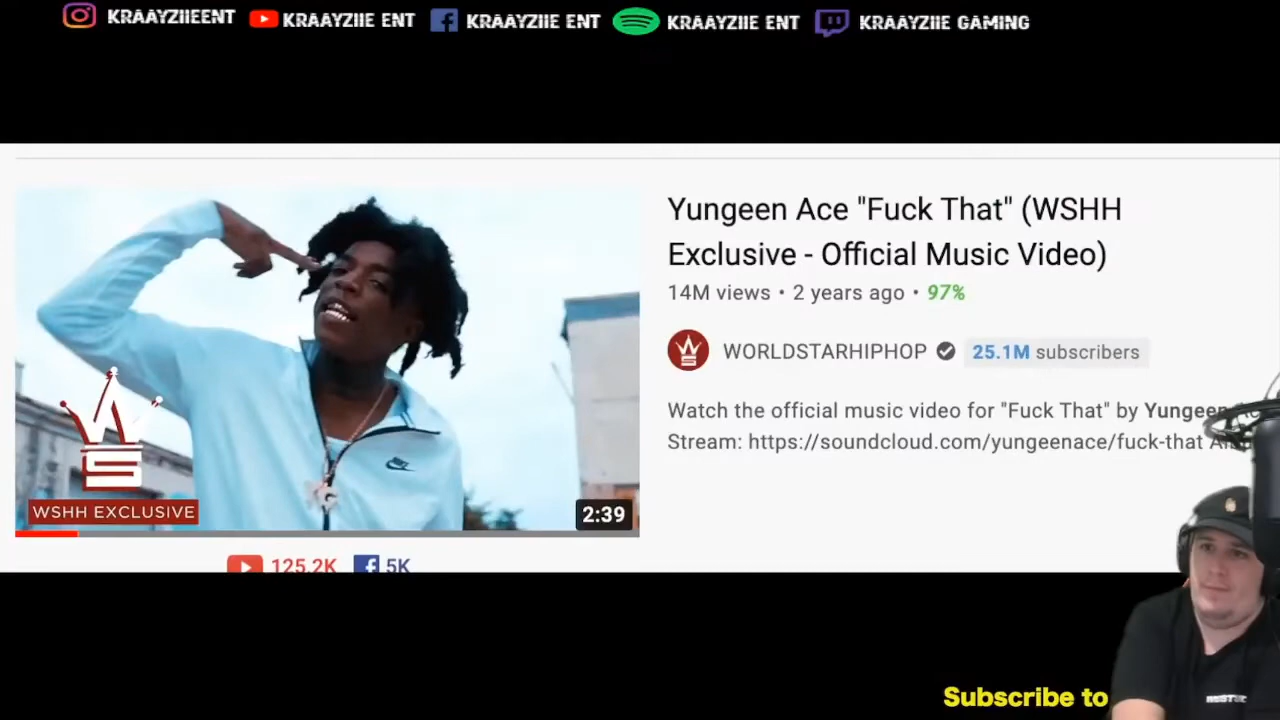 KRAAYZIIEENT KRAAYZIIE ENT KRAAYZIIE ENT KRAAYZIIE ENT KRAAYZIIE GAMING
Yungeen Ace "Fuck That" (WSHH
Exclusive - Official Music Video)
14M views • 2 years ago • 97%
WORLDSTARHIPHOP 25.1M subscribers
Watch the official music video for "Fuck That" by Yungeen
Stream: https://soundcloud.com/yungeenace/fuck-that
WSHH EXCLUSIVE
2:39
125.2K 5K
Subscribe to